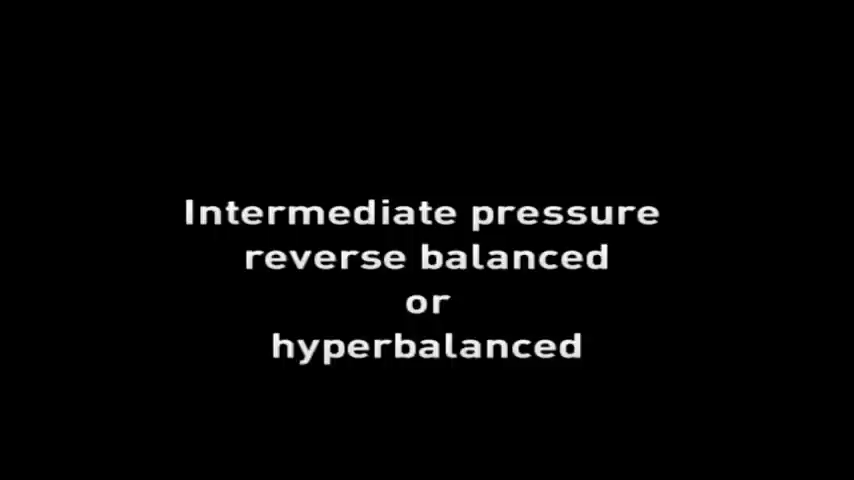 Intermediate pressure
reverse balanced
or
hyperbalanced